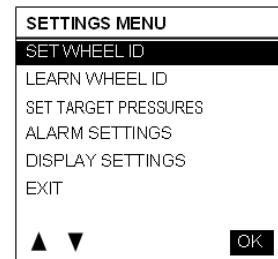 SETTINGS MENU
SET WHEEL ID
LEARN WHEEL ID
SET TARGET PRESSURES
ALARM SETTINGS
DISPLAY SETTINGS
EXIT
▲ ▼ OK